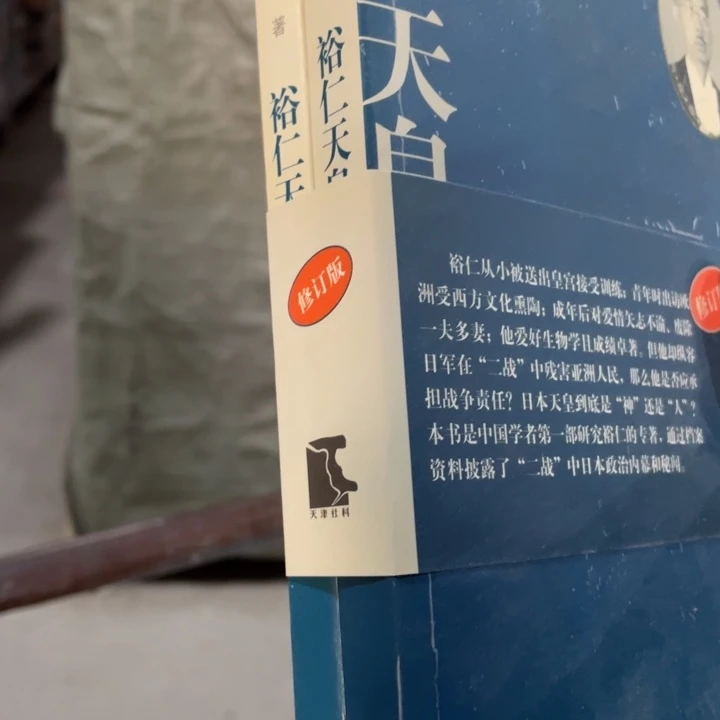 著
裕仁天
裕仁天皇
天皇
修订版
裕仁从小被送出皇宫接受训练；青年时出访欧
洲受西方文化熏陶；成年后对爱情矢志不渝、废除
一夫多妻；他爱好生物学且成绩卓著。但他却纵容
日军在“二战”中残害亚洲人民，那么他是否应承
担战争责任？日本天皇到底是“神”还是“人”？
本书是中国学者第一部研究裕仁的专著，通过档案
资料披露了“二战”中日本政治内幕和秘闻。
修订
天津社科